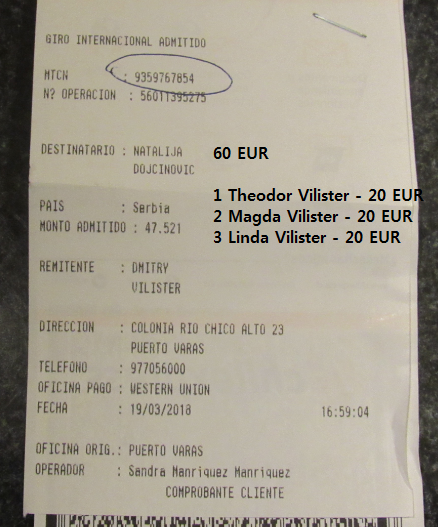 GIRO INTERNACIONAL ADMITIDO
MTCN : 9359767854
Nº OPERACION : 56011395275
DESTINATARIO : NATALIJA
DOJCINOVIC
60 EUR
1 Theodor Vilister - 20 EUR
PAIS : Serbia
2 Magda Vilister - 20 EUR
MONTO ADMITIDO : 47.521
3 Linda Vilister - 20 EUR
REMITENTE : DMITRY
VILISTER
DIRECCION : COLONIA RIO CHICO ALTO 23
PUERTO VARAS
TELEFONO : 977056000
OFICINA PAGO : WESTERN UNION
FECHA : 19/03/2018 16:59:04
OFICINA ORIG.: PUERTO VARAS
OPERADOR : Sandra Manriquez Manriquez
COMPROBANTE CLIENTE